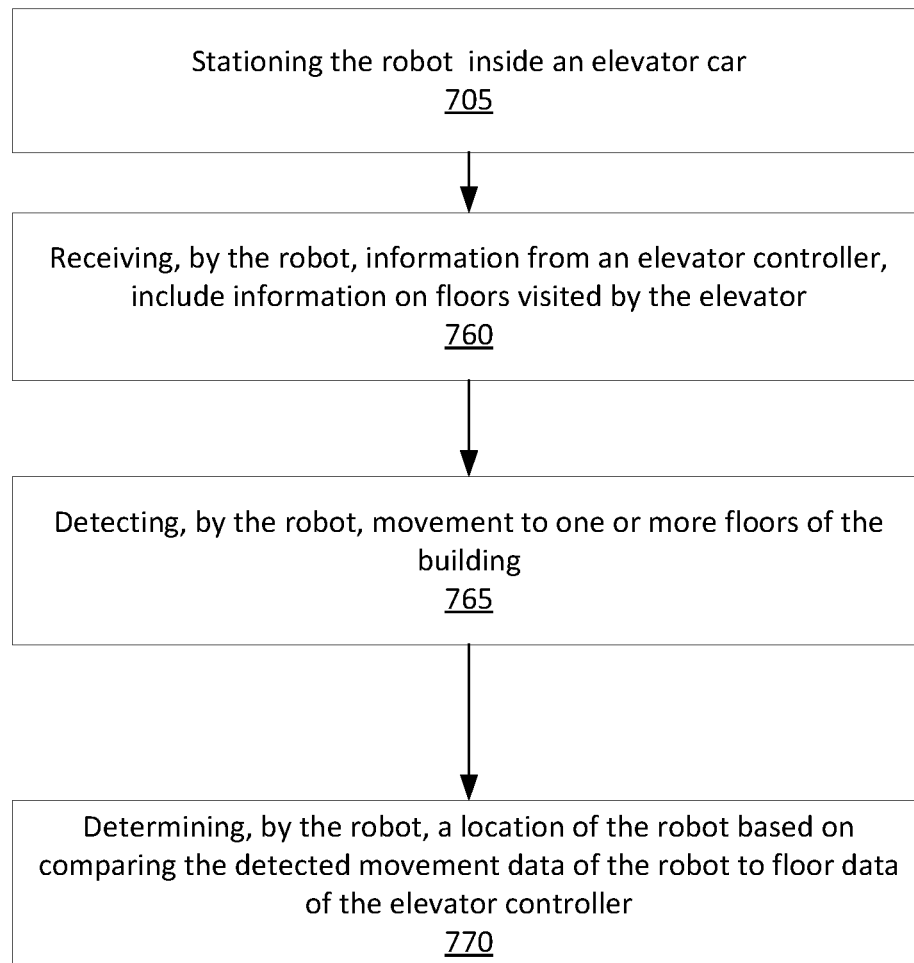 Stationing the robot  inside an elevator car
705
Receiving, by the robot, information from an elevator controller,
include information on floors visited by the elevator
760
Detecting, by the robot, movement to one or more floors of the
building
765
Determining, by the robot, a location of the robot based on
comparing the detected movement data of the robot to floor data
of the elevator controller
770